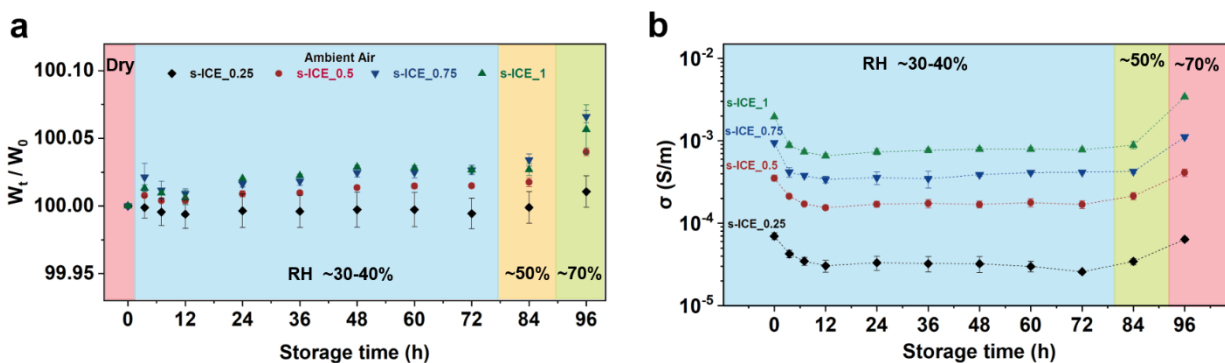 a
Dry
Ambient Air
s-ICE_0.25
s-ICE_0.5
s-ICE_0.75
s-ICE_1
100.10
100.05
100.00
99.95
Wt / W0
RH ~30-40%
~50%
~70%
0 12 24 36 48 60 72 84 96
Storage time (h)
b
RH ~30-40%
~50%
~70%
10-2
10-3
10-4
10-5
σ (S/m)
s-ICE_1
s-ICE_0.75
s-ICE_0.5
s-ICE_0.25
0 12 24 36 48 60 72 84 96
Storage time (h)